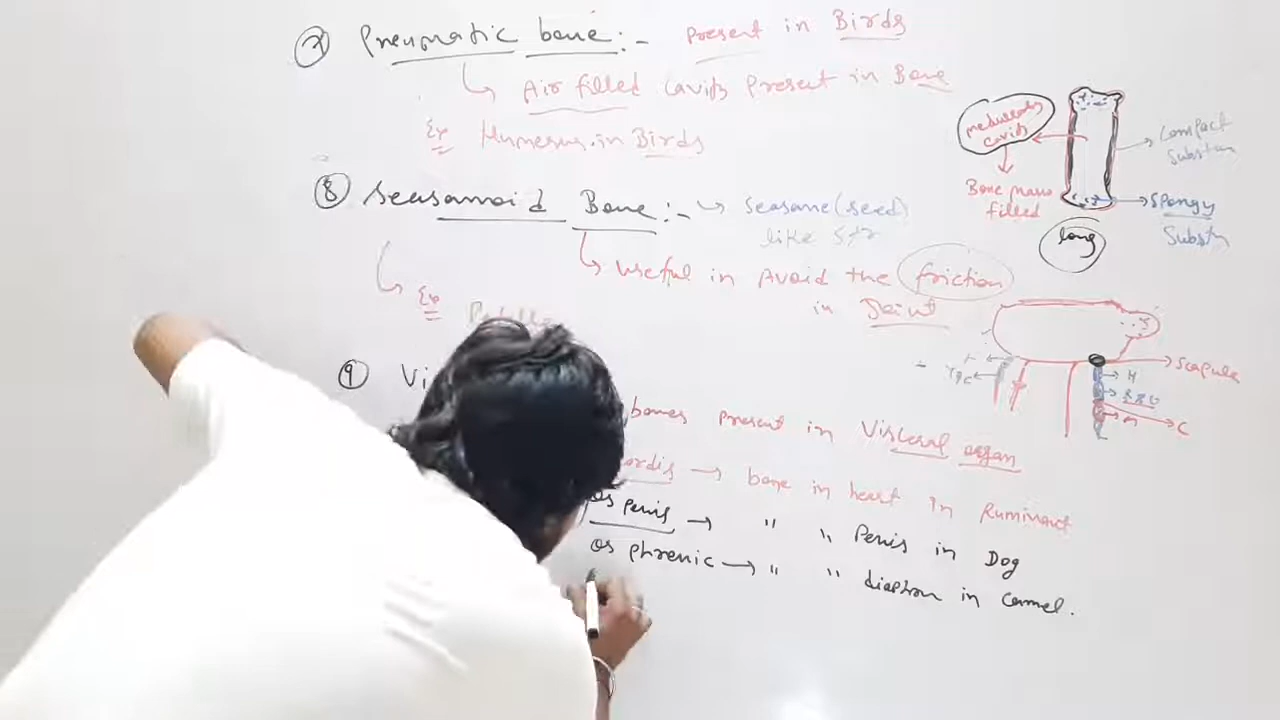 7 Pneumatic bone :- Present in Birds
Air filled Cavity Present in Bone
Ex Humerus in Birds
8 Seasamoid Bone :- Seasame (seed)
like Str
Useful in Avoid the friction
in Joint
Ex
9
bones present in Visceral organ
ordis → bone in heart in Ruminant
os penis → " " Penis in Dog
os phrenic → " " in Camel.
medullary
cavity
Bone marro
filled
Compact
Substan
Spongy
Substn
long
Scapula
H
C